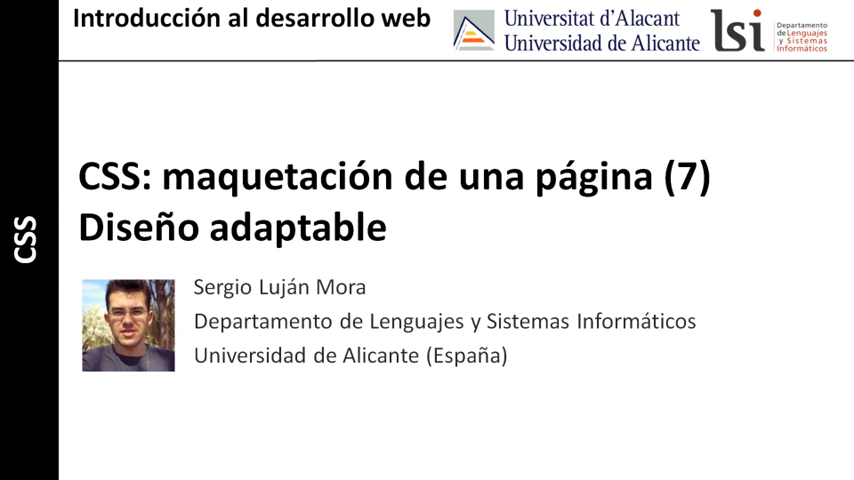 Introducción al desarrollo web
Universitat d'Alacant
Universidad de Alicante
lsi
Departamento
de Lenguajes
y Sistemas
Informáticos
CSS: maquetación de una página (7)
Diseño adaptable
CSS
Sergio Luján Mora
Departamento de Lenguajes y Sistemas Informáticos
Universidad de Alicante (España)